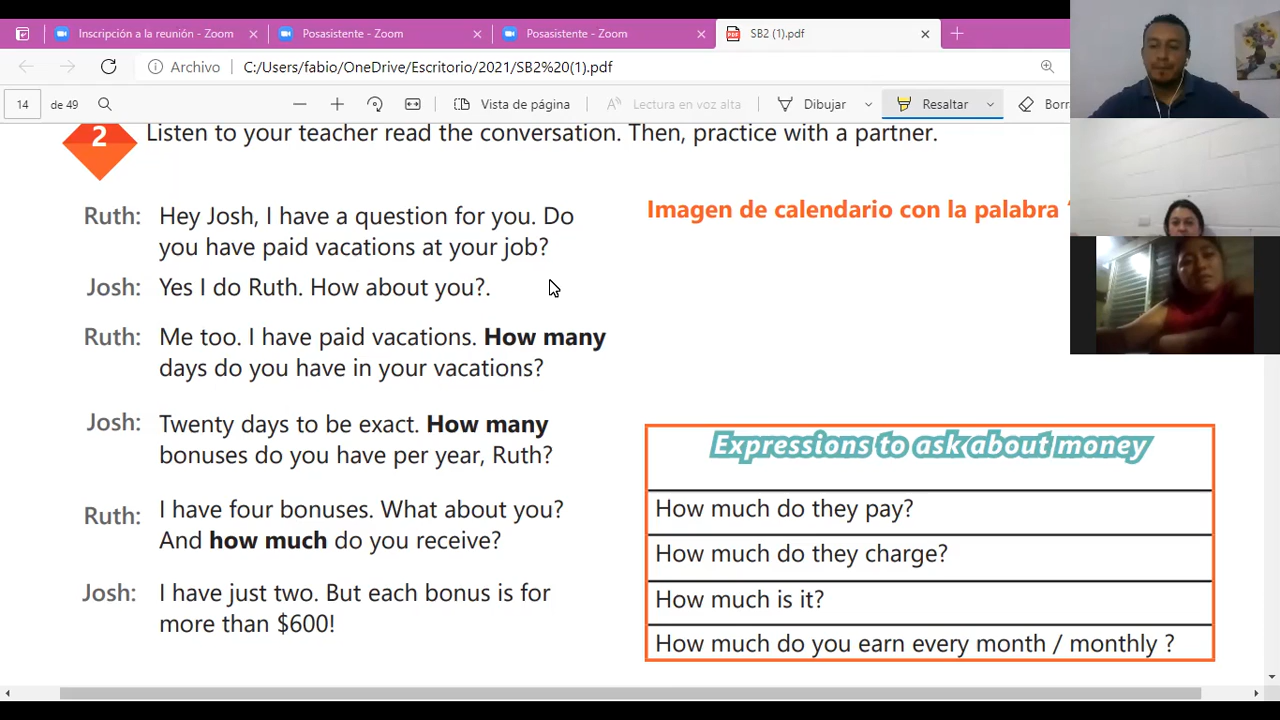 Inscripción a la reunión - Zoom
Posasistente - Zoom
Posasistente - Zoom
SB2 (1).pdf
Archivo
C:/Users/fabio/OneDrive/Escritorio/2021/SB2%20(1).pdf
14
de 49
Vista de página
Lectura en voz alta
Dibujar
Resaltar
Borr
2
Listen to your teacher read the conversation. Then, practice with a partner.
Ruth: Hey Josh, I have a question for you. Do
you have paid vacations at your job?
Josh: Yes I do Ruth. How about you?.
Ruth: Me too. I have paid vacations. How many
days do you have in your vacations?
Josh: Twenty days to be exact. How many
bonuses do you have per year, Ruth?
Ruth: I have four bonuses. What about you?
And how much do you receive?
Josh: I have just two. But each bonus is for
more than $600!
Imagen de calendario con la palabra
Expressions to ask about money
How much do they pay?
How much do they charge?
How much is it?
How much do you earn every month / monthly ?